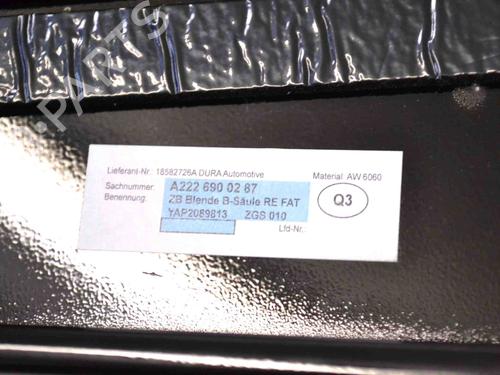 PARTS
Lieferant-Nr.: 18582726A DURA Automotive Material: AW 6060
Sachnummer: A222 690 02 87
Benennung: ZB Blende B-Säule RE FAT Q3
YAP2089813 ZGS 010
Lfd-Nr.: